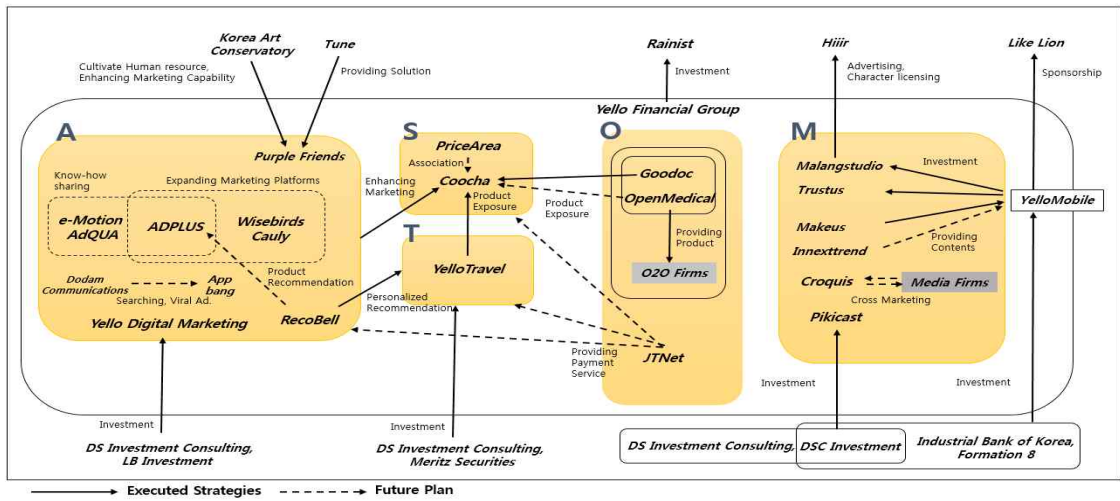 Korea Art
Conservatory
Tune
Rainist
Hiiir
Like Lion
Cultivate Human resource,
Enhancing Marketing Capability
Providing Solution
Investment
Advertising,
Character licensing
Sponsorship
Yello Financial Group
A
S
O
M
Purple Friends
PriceArea
Association
Coocha
Goodoc
OpenMedical
Malangstudio
Investment
Trustus
YelloMobile
Know-how
sharing
Expanding Marketing Platforms
Enhancing
Marketing
Product
Exposure
Product
Exposure
e-Motion
AdQUA
ADPLUS
Wisebirds
Cauly
Makeus
Providing
Contents
Innexttrend
T
Providing
Product
YelloTravel
O2O Firms
Product
Recommendation
Dodam
Communications
App
bang
Searching, Viral Ad.
Croquis
Media Firms
Cross Marketing
Personalized
Recommendation
Yello Digital Marketing
RecoBell
Pikicast
Providing
Payment
Service
JTNet
Investment
Investment
Investment
Investment
DS Investment Consulting,
LB Investment
DS Investment Consulting,
Meritz Securities
DS Investment Consulting,
DSC Investment
Industrial Bank of Korea,
Formation 8
Executed Strategies
Future Plan